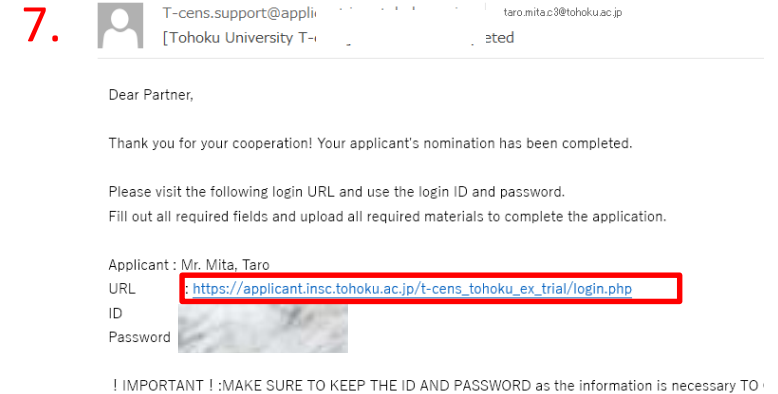 7.
T-cens.support@appli
taro.mita.c3@tohoku.ac.jp
[Tohoku University T- eted
Dear Partner,
Thank you for your cooperation! Your applicant's nomination has been completed.
Please visit the following login URL and use the login ID and password.
Fill out all required fields and upload all required materials to complete the application.
Applicant : Mr. Mita, Taro
URL : https://applicant.insc.tohoku.ac.jp/t-cens_tohoku_ex_trial/login.php
ID
Password
! IMPORTANT ! :MAKE SURE TO KEEP THE ID AND PASSWORD as the information is necessary TO